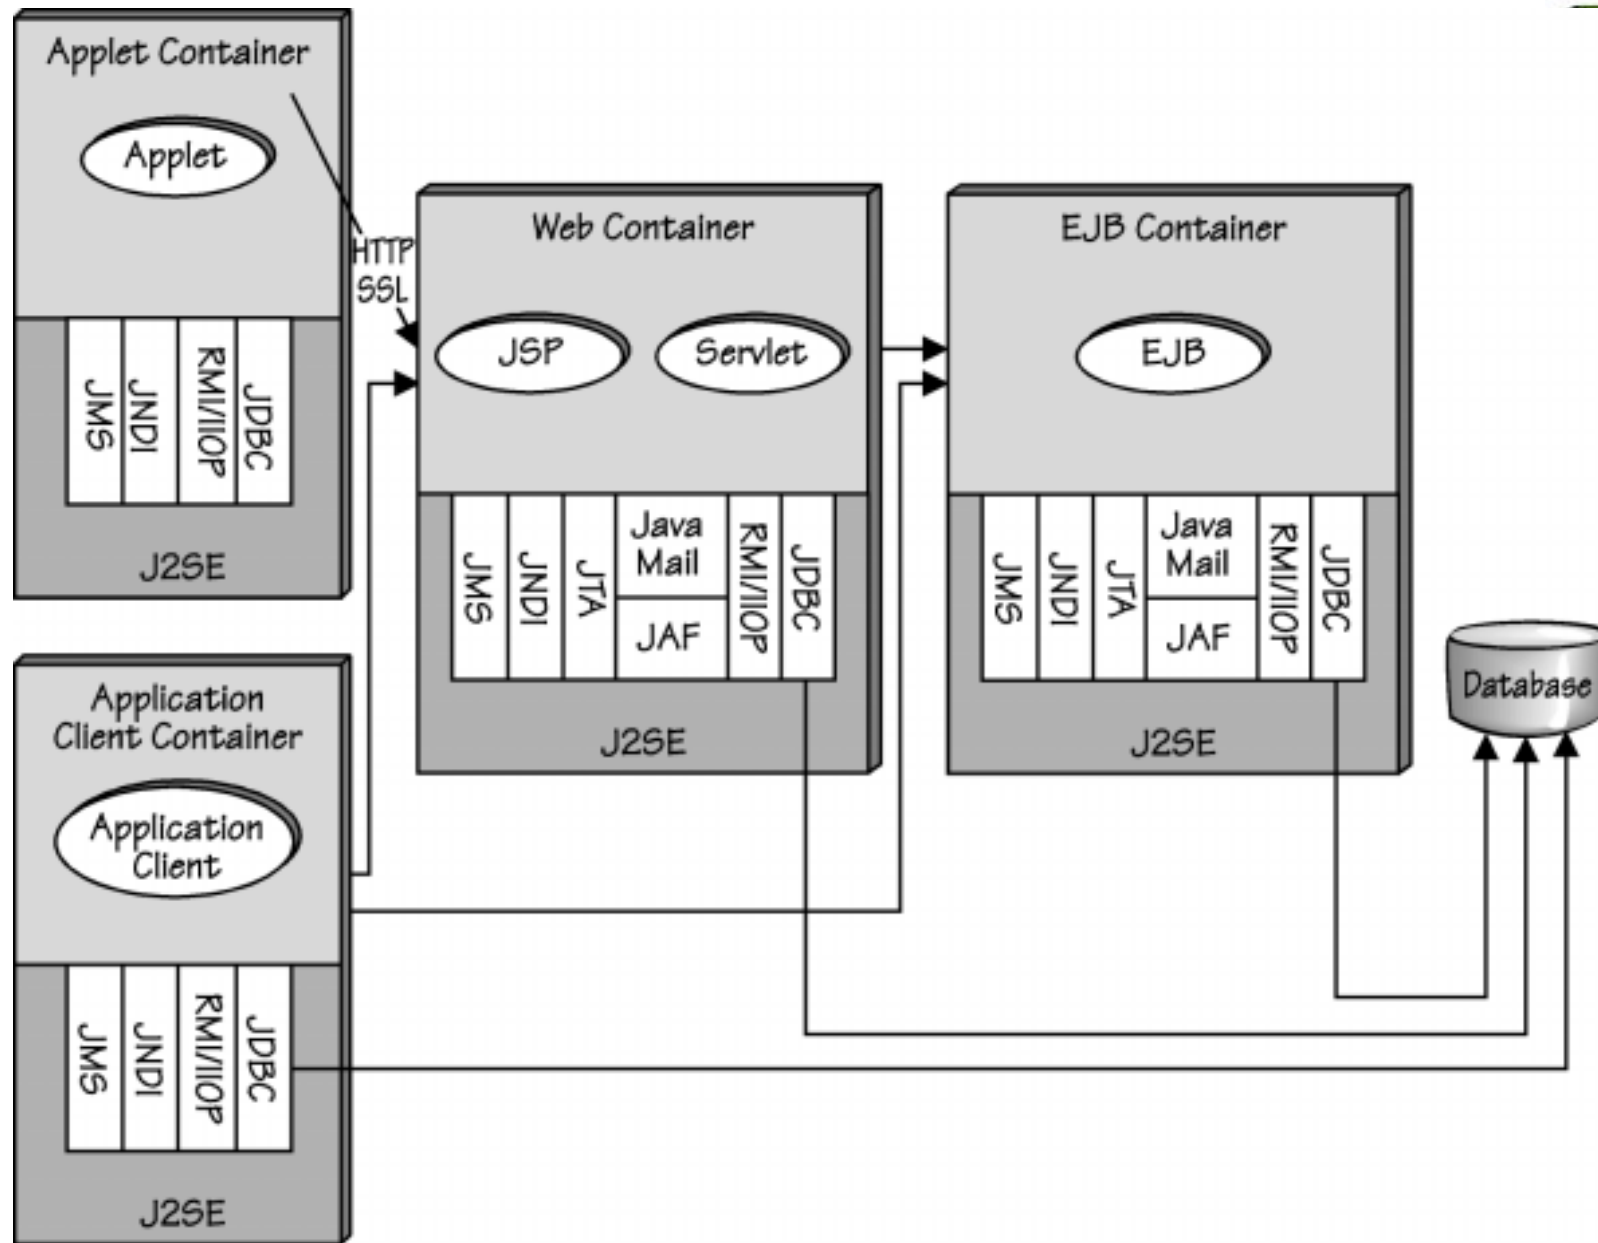 Applet Container
Applet
HTTP
SSL
JMS
JNDI
RMI/IIOP
JDBC
J2SE
Web Container
JSP
Servlet
JMS
JNDI
JTA
Java
Mail
JAF
RMI/IIOP
JDBC
J2SE
EJB Container
EJB
JMS
JNDI
JTA
Java
Mail
JAF
RMI/IIOP
JDBC
J2SE
Database
Application
Client Container
Application
Client
JMS
JNDI
RMI/IIOP
JDBC
J2SE